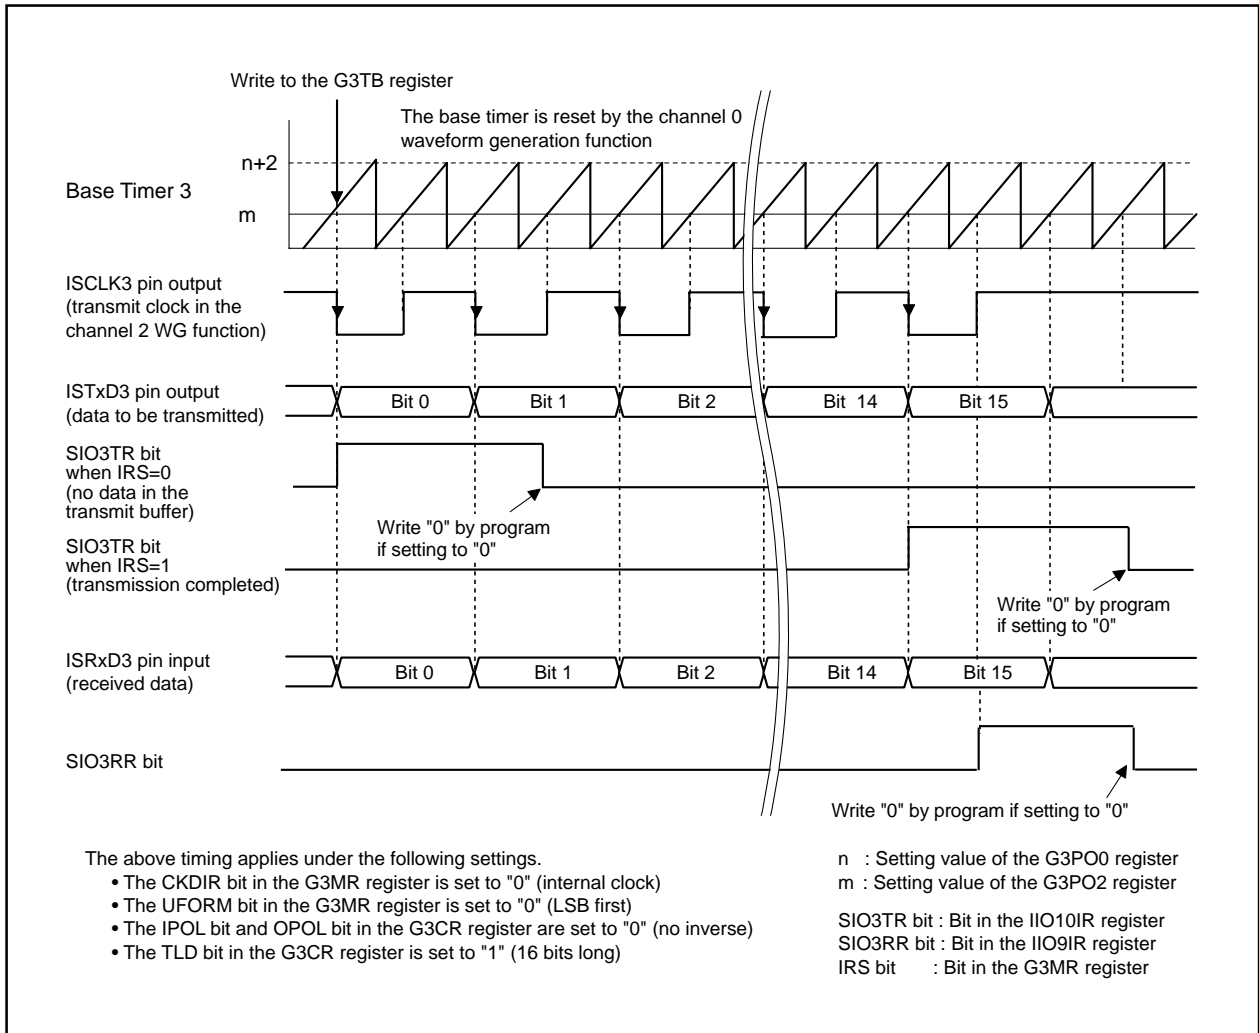 Write to the G3TB register
The base timer is reset by the channel 0
waveform generation function
n+2
Base Timer 3
m
ISCLK3 pin output
(transmit clock in the
channel 2 WG function)
ISTxD3 pin output
(data to be transmitted)
Bit 0
Bit 1
Bit 2
Bit 14
Bit 15
SIO3TR bit
when IRS=0
(no data in the
transmit buffer)
Write "0" by program
if setting to "0"
SIO3TR bit
when IRS=1
(transmission completed)
Write "0" by program
if setting to "0"
ISRxD3 pin input
(received data)
Bit 0
Bit 1
Bit 2
Bit 14
Bit 15
SIO3RR bit
Write "0" by program if setting to "0"
The above timing applies under the following settings.
• The CKDIR bit in the G3MR register is set to "0" (internal clock)
• The UFORM bit in the G3MR register is set to "0" (LSB first)
• The IPOL bit and OPOL bit in the G3CR register are set to "0" (no inverse)
• The TLD bit in the G3CR register is set to "1" (16 bits long)
n : Setting value of the G3PO0 register
m : Setting value of the G3PO2 register
SIO3TR bit : Bit in the IIO10IR register
SIO3RR bit : Bit in the IIO9IR register
IRS bit : Bit in the G3MR register